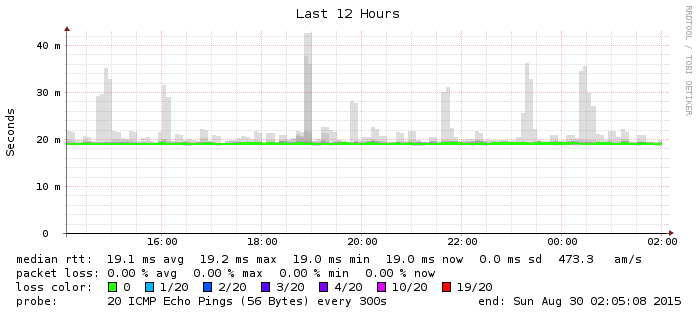 Last 12 Hours
RRDTOOL / TOBI OETIKER
Seconds
40 m
30 m
20 m
10 m
0
16:00 18:00 20:00 22:00 00:00 02:00
median rtt: 19.1 ms avg 19.2 ms max 19.0 ms min 19.0 ms now 0.0 ms sd 473.3 am/s
packet loss: 0.00 % avg 0.00 % max 0.00 % min 0.00 % now
loss color: 0 1/20 2/20 3/20 4/20 10/20 19/20
probe: 20 ICMP Echo Pings (56 Bytes) every 300s end: Sun Aug 30 02:05:08 2015